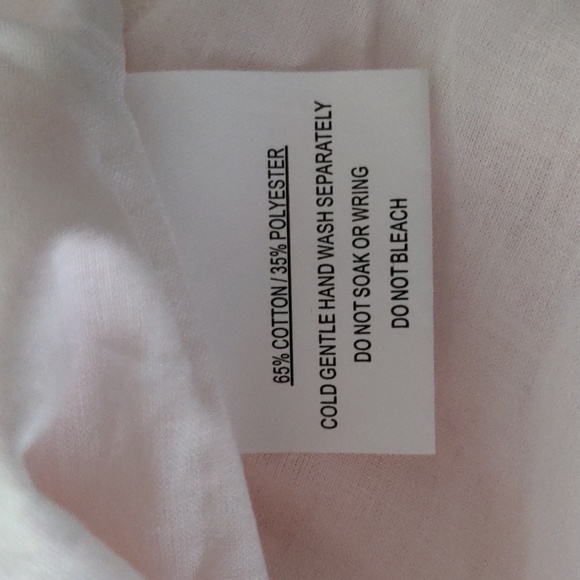 65% COTTON / 35% POLYESTER
COLD GENTLE HAND WASH SEPARATELY
DO NOT SOAK OR WRING
DO NOT BLEACH